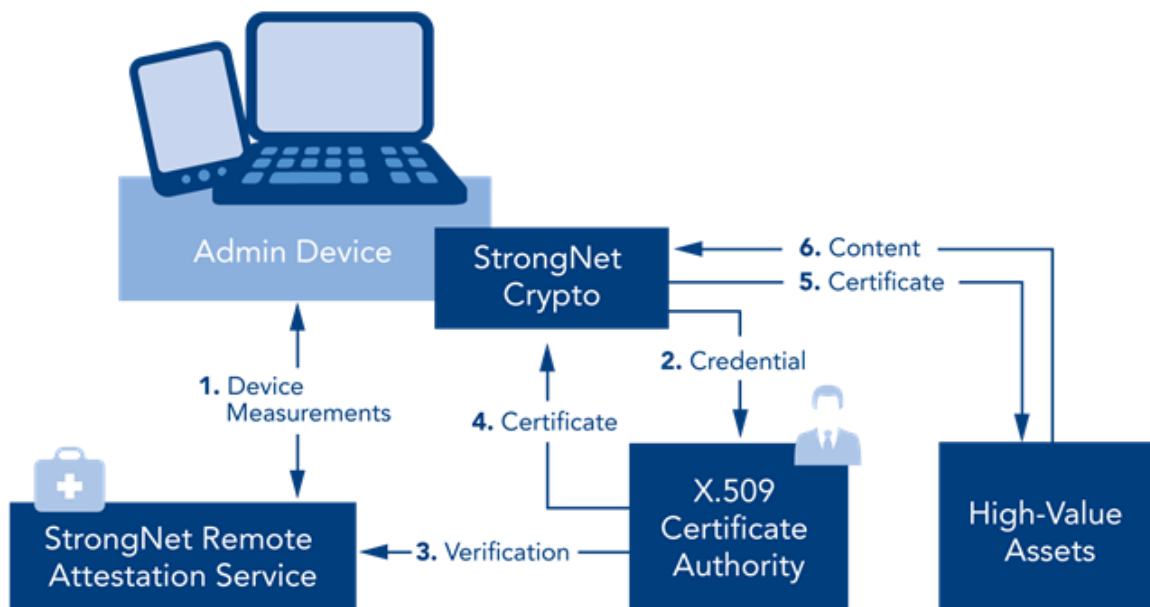 Admin Device
StrongNet
Crypto
6. Content
5. Certificate
2. Credential
1. Device
Measurements
4. Certificate
X.509
Certificate
Authority
High-Value
Assets
StrongNet Remote
Attestation Service
3. Verification